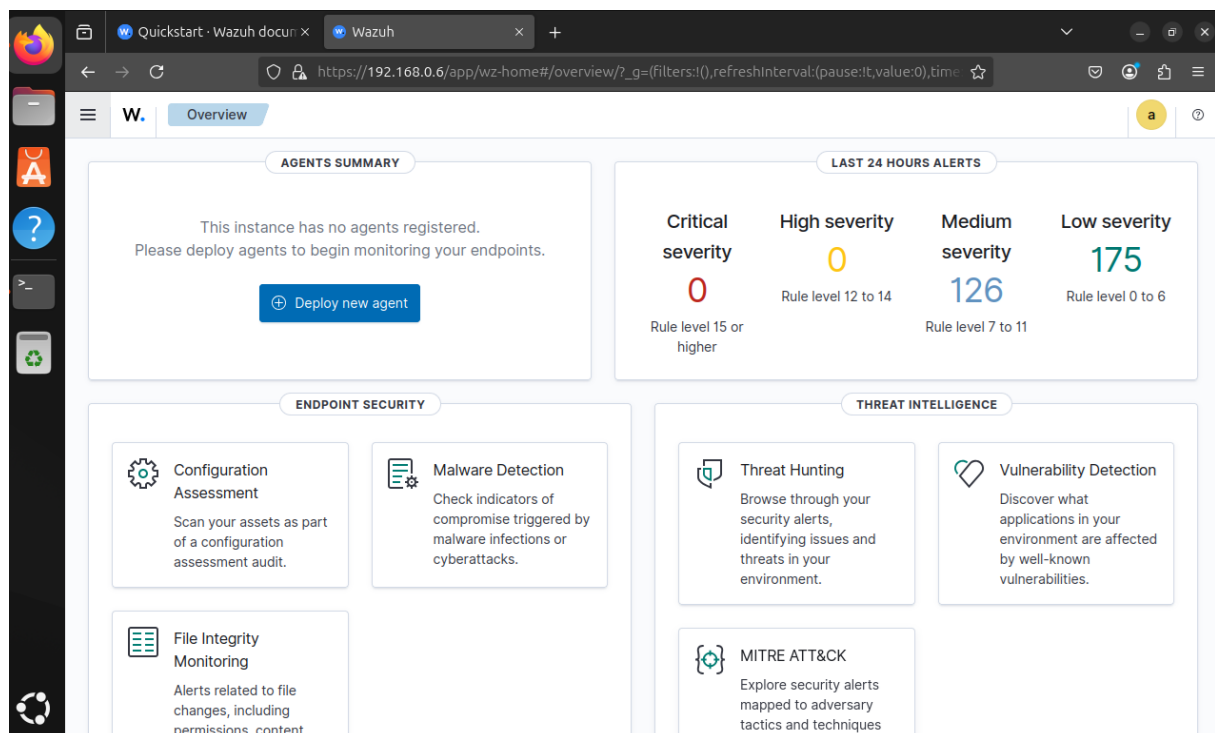 Quickstart · Wazuh docum
Wazuh
https://192.168.0.6/app/wz-home#/overview/?_g=(filters:!(),refreshInterval:(pause:!t,value:0),time
W.
Overview
a
AGENTS SUMMARY
This instance has no agents registered.
Please deploy agents to begin monitoring your endpoints.
Deploy new agent
LAST 24 HOURS ALERTS
Critical
severity
0
Rule level 15 or
higher
High severity
0
Rule level 12 to 14
Medium
severity
126
Rule level 7 to 11
Low severity
175
Rule level 0 to 6
ENDPOINT SECURITY
Configuration
Assessment
Scan your assets as part
of a configuration
assessment audit.
Malware Detection
Check indicators of
compromise triggered by
malware infections or
cyberattacks.
File Integrity
Monitoring
Alerts related to file
changes, including
permissions, content
THREAT INTELLIGENCE
Threat Hunting
Browse through your
security alerts,
identifying issues and
threats in your
environment.
Vulnerability Detection
Discover what
applications in your
environment are affected
by well-known
vulnerabilities.
MITRE ATT&CK
Explore security alerts
mapped to adversary
tactics and techniques